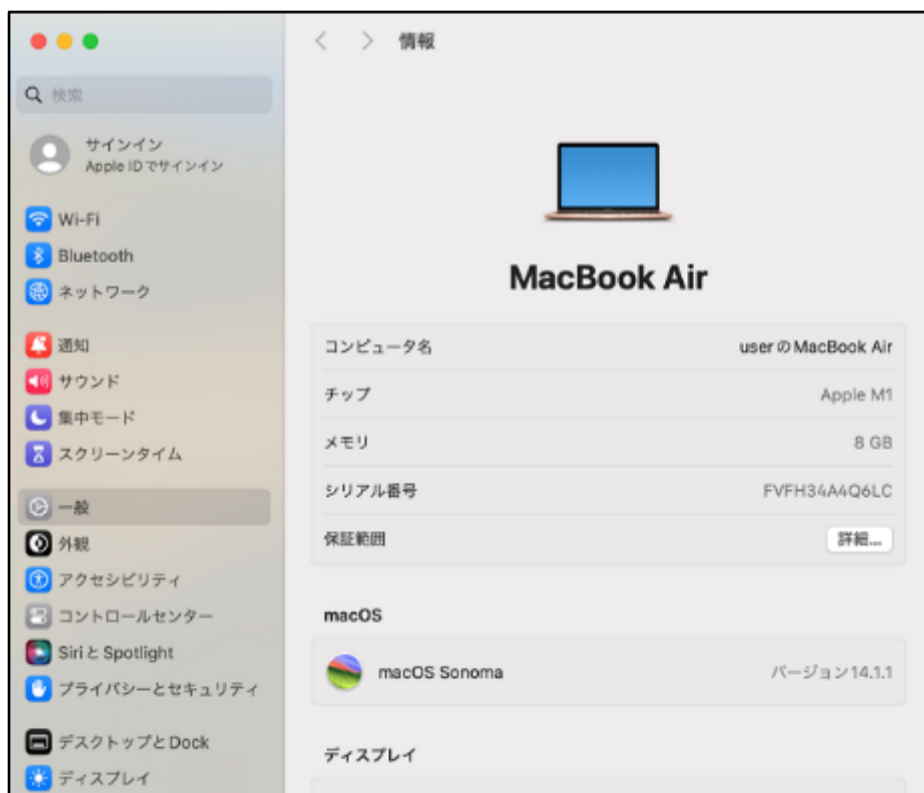 情報
検索
サインイン
Apple IDでサインイン
Wi-Fi
Bluetooth
ネットワーク
通知
サウンド
集中モード
スクリーンタイム
一般
外観
アクセシビリティ
コントロールセンター
SiriとSpotlight
プライバシーとセキュリティ
デスクトップとDock
ディスプレイ
MacBook Air
コンピュータ名 userのMacBook Air
チップ Apple M1
メモリ 8 GB
シリアル番号 FVFH34A4Q6LC
保証範囲 詳細...
macOS
macOS Sonoma バージョン14.1.1
ディスプレイ